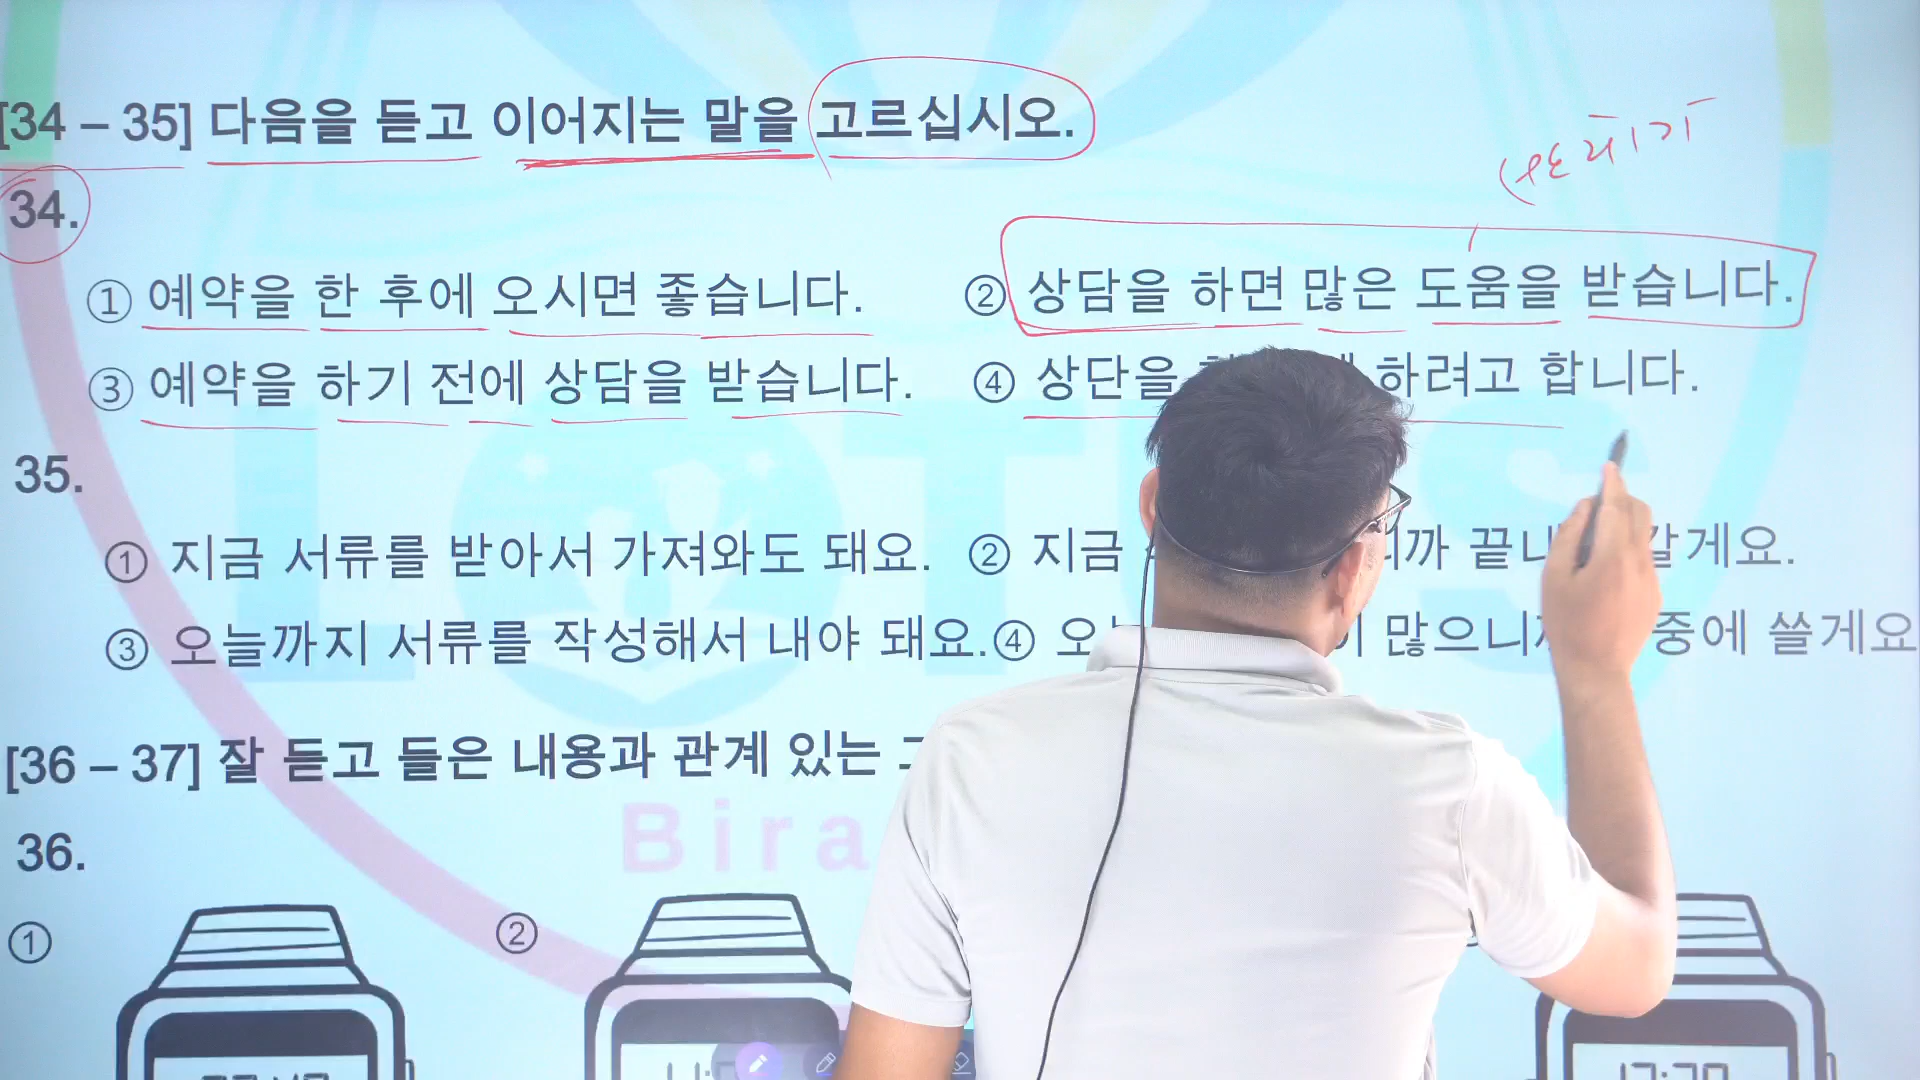 [34 – 35] 다음을 듣고 이어지는 말을 고르십시오.
34.
① 예약을 한 후에 오시면 좋습니다. ② 상담을 하면 많은 도움을 받습니다.
③ 예약을 하기 전에 상담을 받습니다. ④ 상단을 하려고 합니다.
35.
① 지금 서류를 받아서 가져와도 돼요. ② 지금 끝내
③ 오늘까지 서류를 작성해서 내야 돼요. ④ 많으니까 중에 쓸게요
[36 – 37] 잘 듣고 들은 내용과 관계 있는
36.
① ②
LOTUS
Bira